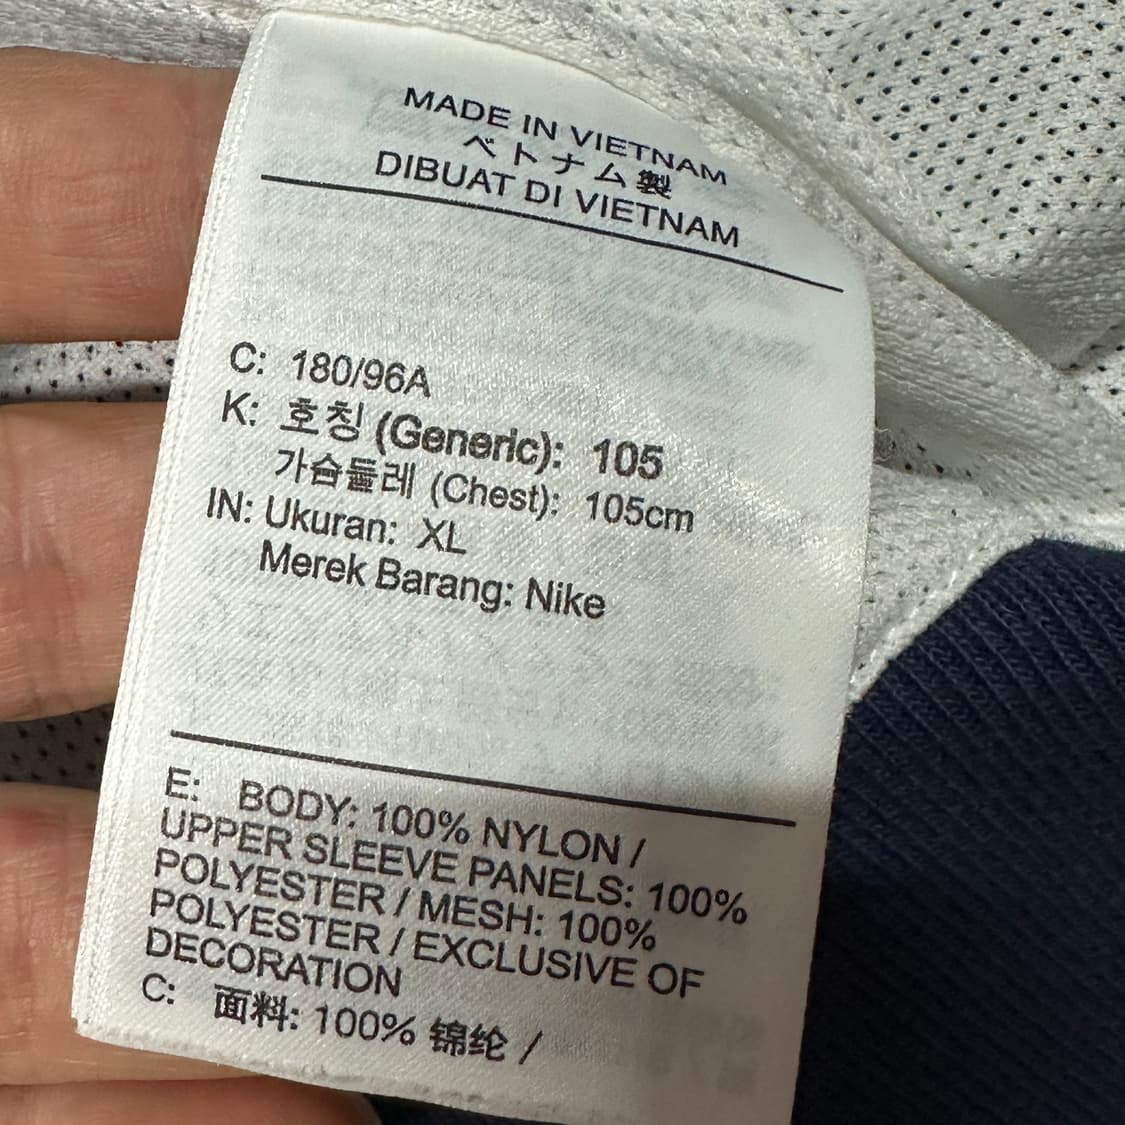 MADE IN VIETNAM
ベトナム製
DIBUAT DI VIETNAM
C: 180/96A
K: 호칭 (Generic): 105
가슴둘레 (Chest): 105cm
IN: Ukuran: XL
Merek Barang: Nike
E: BODY: 100% NYLON /
UPPER SLEEVE PANELS: 100%
POLYESTER / MESH: 100%
POLYESTER / EXCLUSIVE OF
DECORATION
C: 面料: 100% 锦纶 /